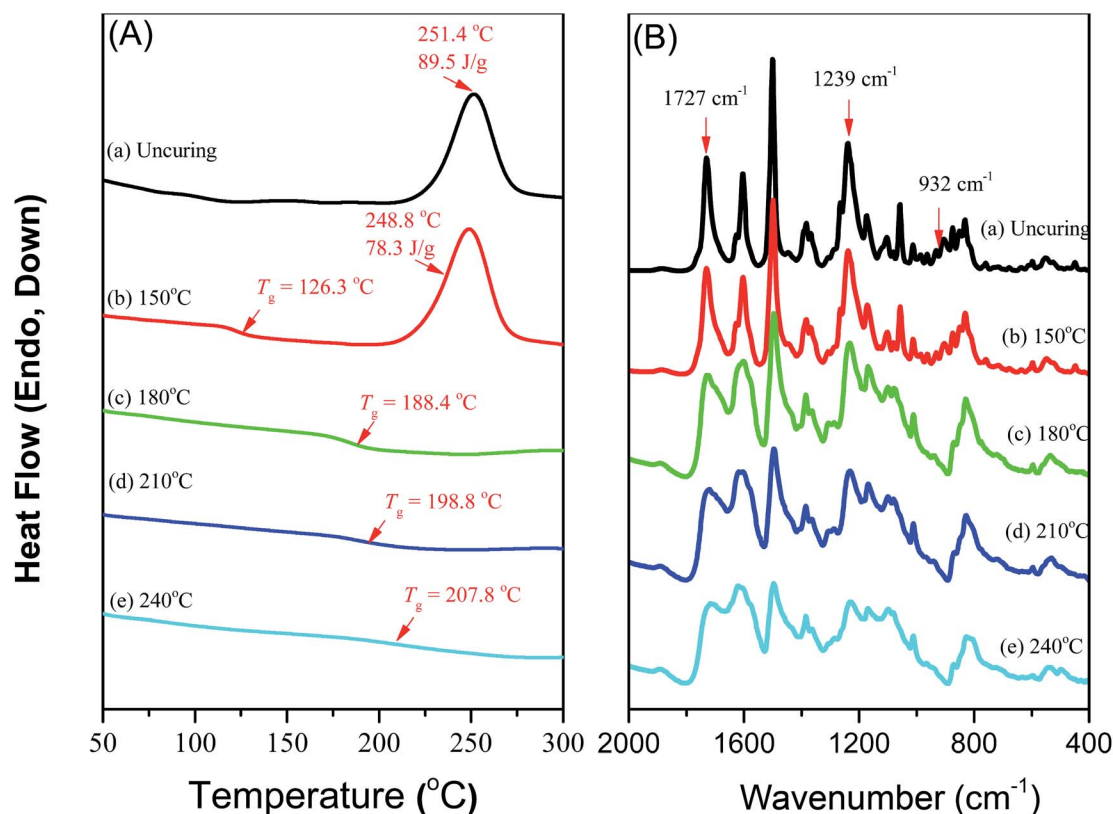 (A)
251.4 °C
89.5 J/g
(a) Uncuring
248.8 °C
78.3 J/g
Tg = 126.3 °C
(b) 150°C
(c) 180°C
Tg = 188.4 °C
(d) 210°C
Tg = 198.8 °C
(e) 240°C
Tg = 207.8 °C
50 100 150 200 250 300
Temperature (°C)
Heat Flow (Endo, Down)
(B)
1727 cm⁻¹
1239 cm⁻¹
932 cm⁻¹
(a) Uncuring
(b) 150°C
(c) 180°C
(d) 210°C
(e) 240°C
2000 1600 1200 800 400
Wavenumber (cm⁻¹)